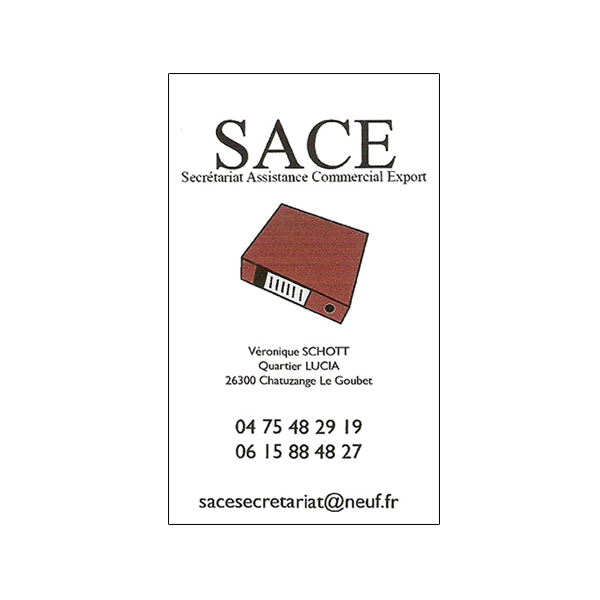 SACE
Secrétariat Assistance Commercial Export
Véronique SCHOTT
Quartier LUCIA
26300 Chatuzange Le Goubet
04 75 48 29 19
06 15 88 48 27
sacesecretariat@neuf.fr